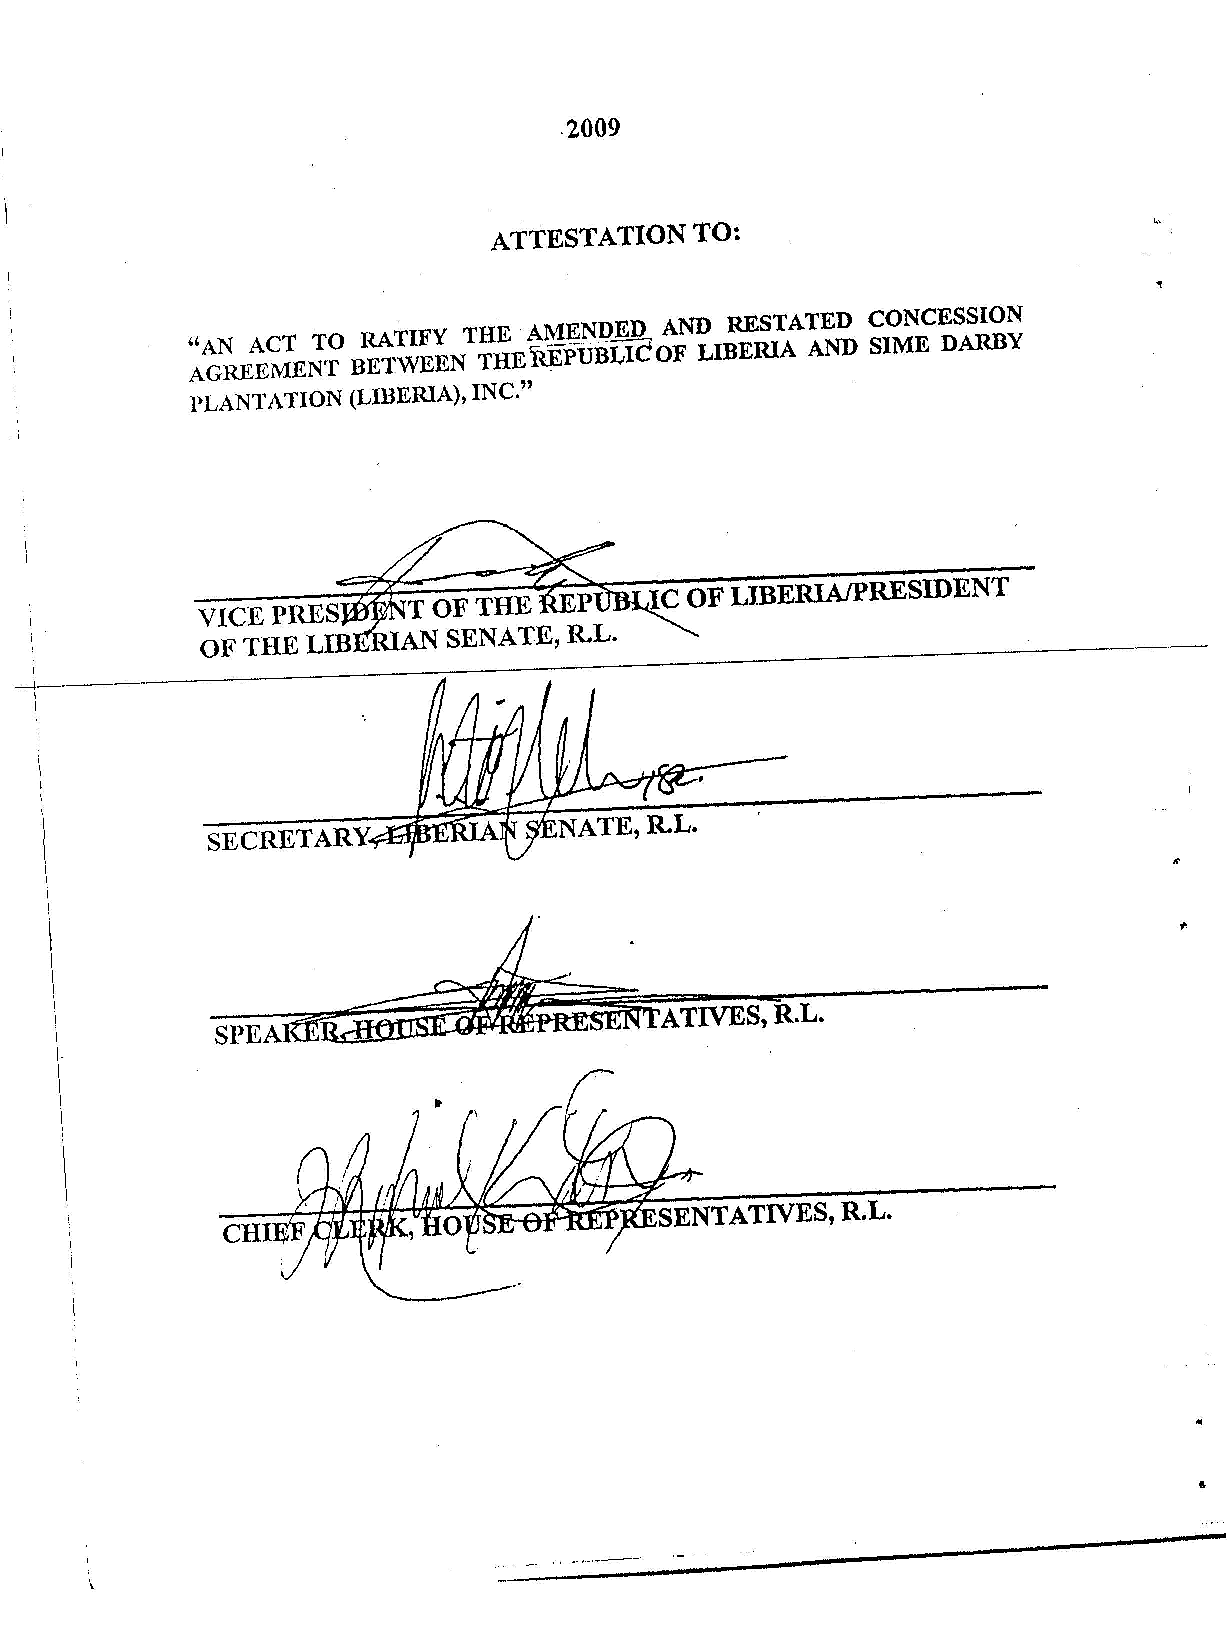 2009
ATTESTATION TO:
“AN ACT TO RATIFY THE AMENDED AND RESTATED CONCESSION
AGREEMENT BETWEEN THE REPUBLIC OF LIBERIA AND SIME DARBY
PLANTATION (LIBERIA), INC.”
VICE PRESIDENT OF THE REPUBLIC OF LIBERIA/PRESIDENT
OF THE LIBERIAN SENATE, R.L.
SECRETARY, LIBERIAN SENATE, R.L.
SPEAKER, HOUSE OF REPRESENTATIVES, R.L.
CHIEF CLERK, HOUSE OF REPRESENTATIVES, R.L.